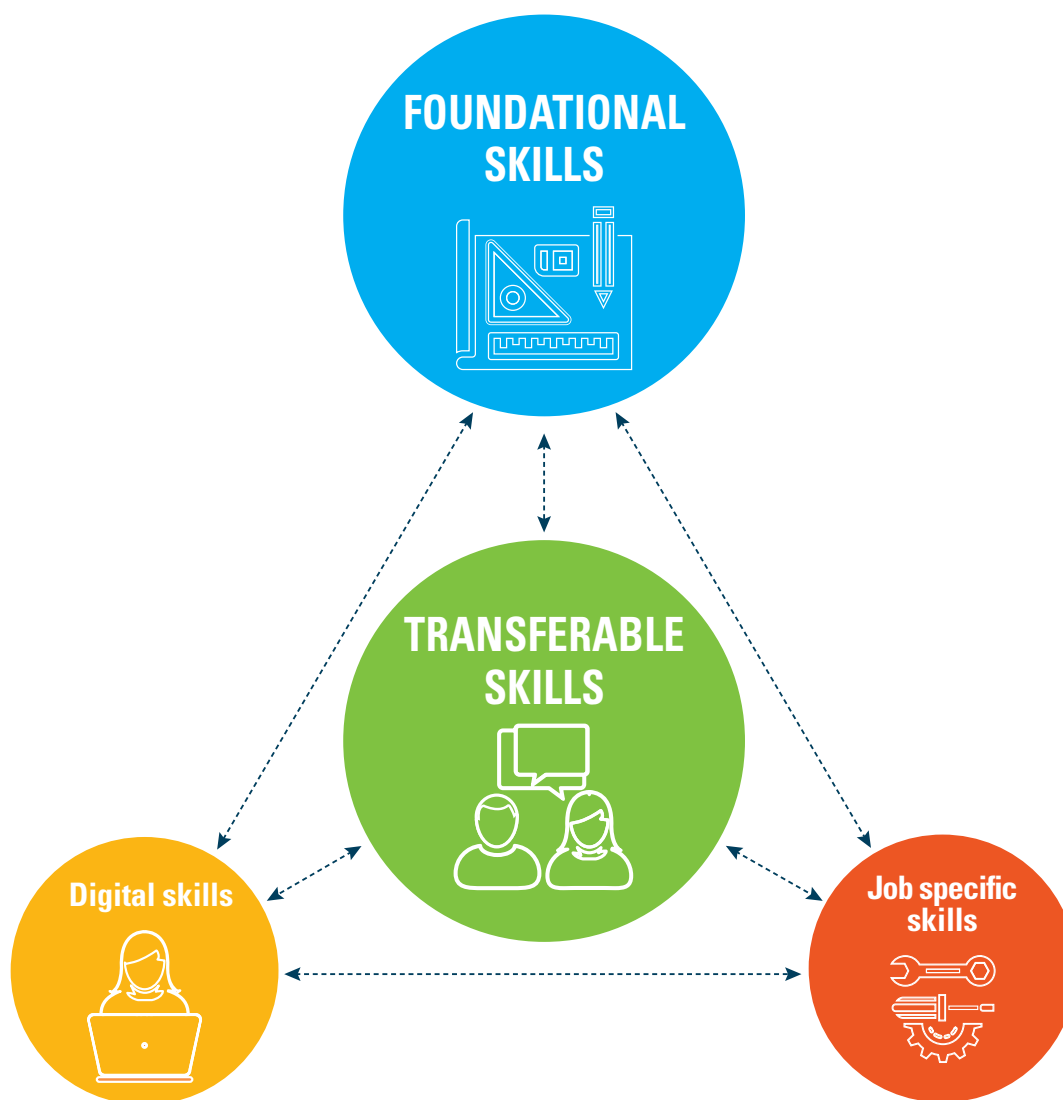 FOUNDATIONAL
SKILLS
TRANSFERABLE
SKILLS
Digital skills
Job specific
skills